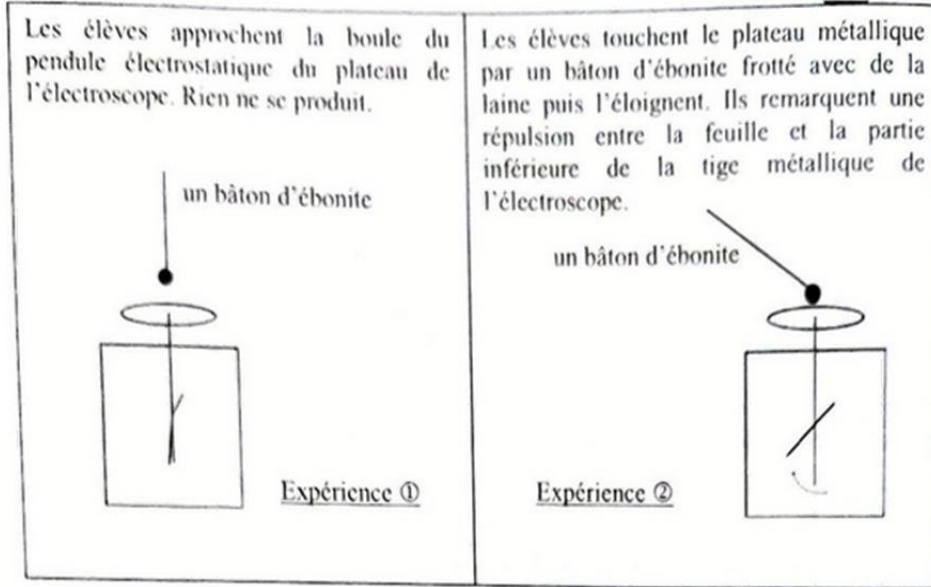 Les élèves approchent la boule du
pendule électrostatique du plateau de
l'électroscope. Rien ne se produit.
un bâton d'ébonite
Expérience ①
Les élèves touchent le plateau métallique
par un bâton d'ébonite frotté avec de la
laine puis l'éloignent. Ils remarquent une
répulsion entre la feuille et la partie
inférieure de la tige métallique de
l'électroscope.
un bâton d'ébonite
Expérience ②